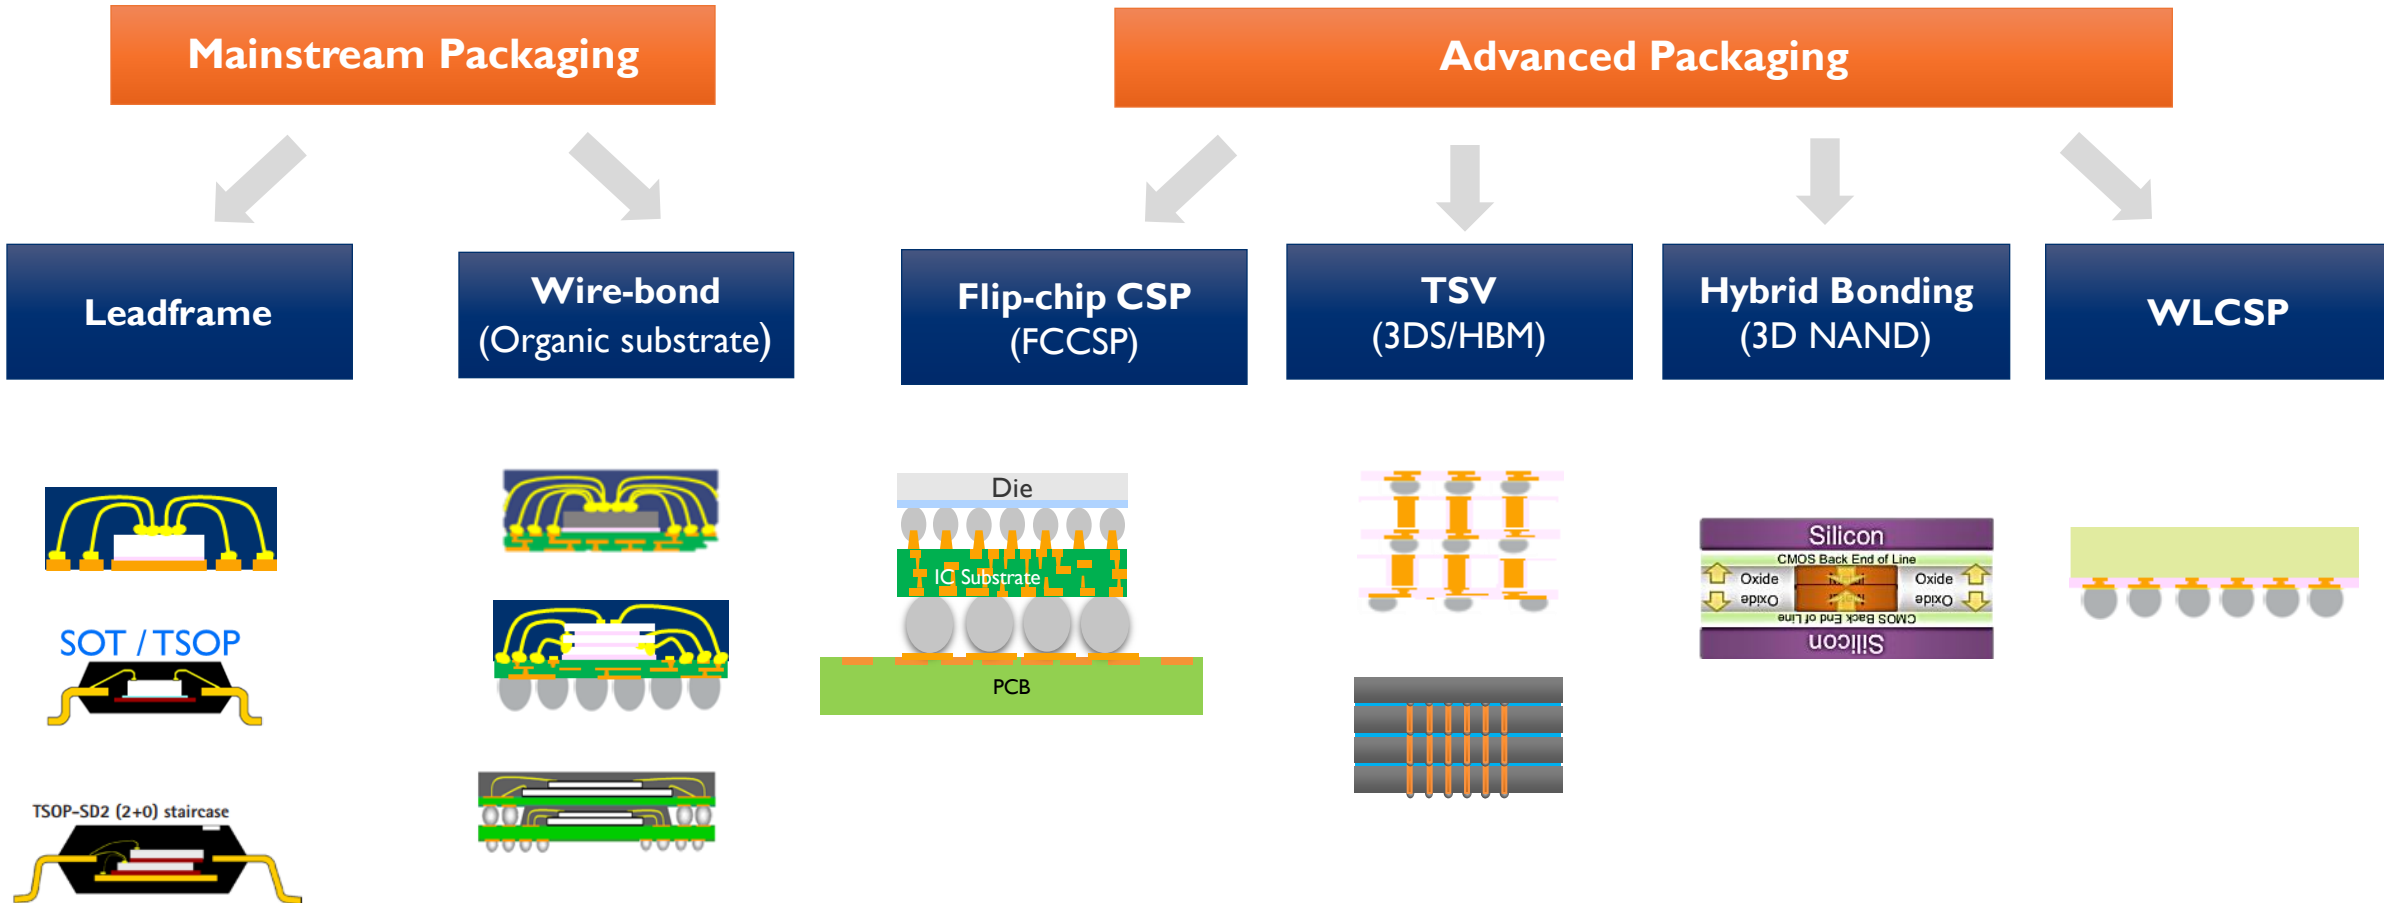 Mainstream Packaging
Advanced Packaging
Leadframe
Wire-bond
(Organic substrate)
Flip-chip CSP
(FCCSP)
TSV
(3DS/HBM)
Hybrid Bonding
(3D NAND)
WLCSP
SOT / TSOP
TSOP-SD2 (2+0) staircase
Die
IC Substrate
PCB
Silicon
CMOS Back End of Line
Oxide
Oxide
Oxide
Oxide
CMOS Back End of Line
Silicon